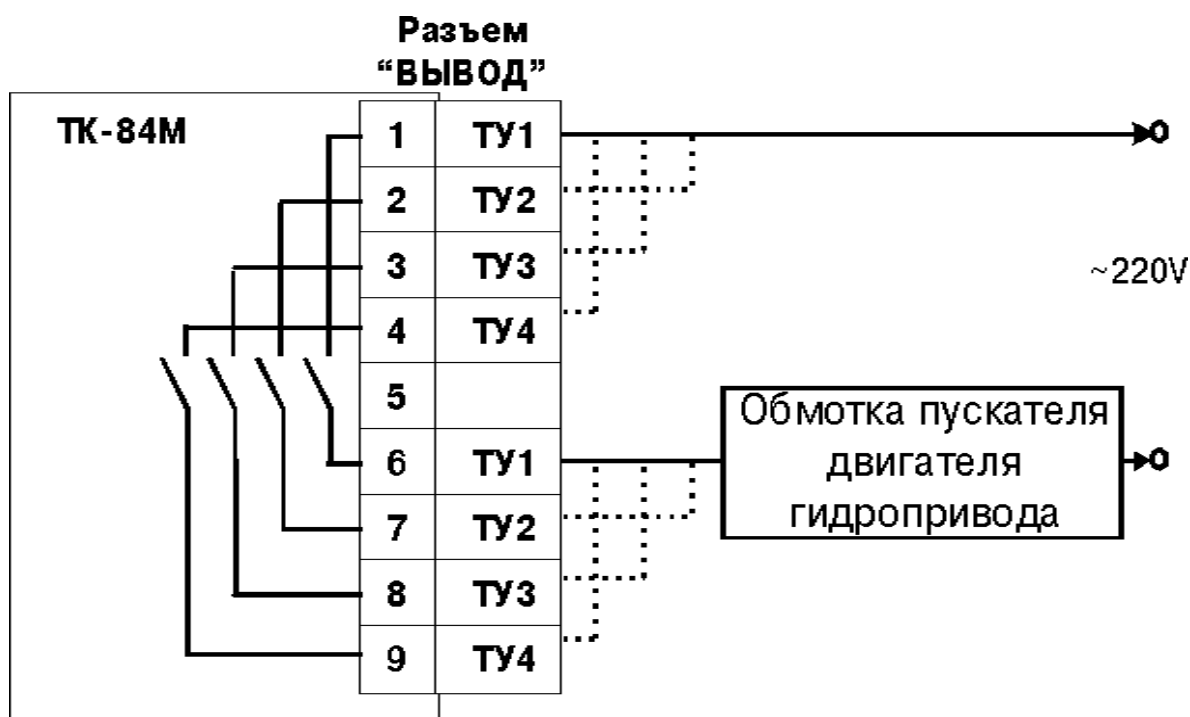 Разъем
“ВЫВОД”
ТК-84М
1 ТУ1
2 ТУ2
3 ТУ3
4 ТУ4
5
6 ТУ1
7 ТУ2
8 ТУ3
9 ТУ4
~220V
Обмотка пускателя
двигателя
гидропривода